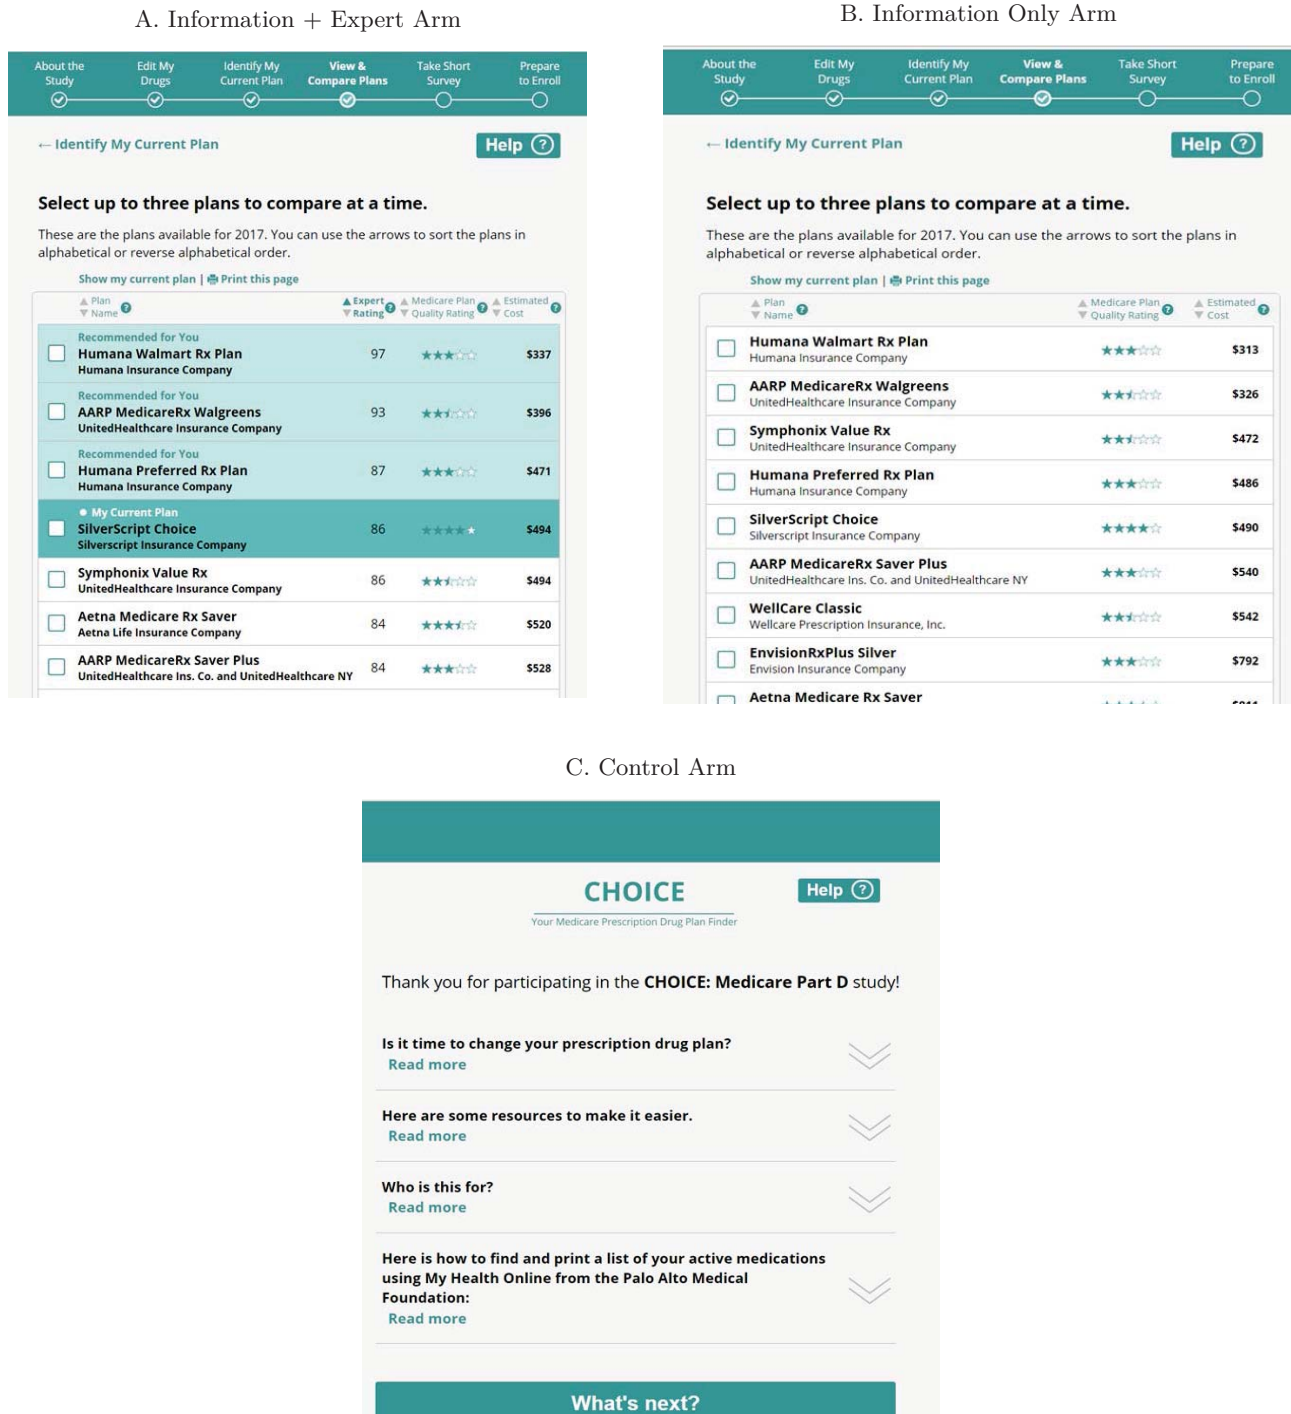 A. Information + Expert Arm
About the Study
Edit My Drugs
Identify My Current Plan
View & Compare Plans
Take Short Survey
Prepare to Enroll
← Identify My Current Plan
Help ?
Select up to three plans to compare at a time.
These are the plans available for 2017. You can use the arrows to sort the plans in
alphabetical or reverse alphabetical order.
Show my current plan | Print this page
Plan Name ? Expert Rating ? Medicare Plan Quality Rating ? Estimated Cost ?
Recommended for You
Humana Walmart Rx Plan 97 $337
Humana Insurance Company
Recommended for You
AARP MedicareRx Walgreens 93 $396
UnitedHealthcare Insurance Company
Recommended for You
Humana Preferred Rx Plan 87 $471
Humana Insurance Company
My Current Plan
SilverScript Choice 86 $494
Silverscript Insurance Company
Symphonix Value Rx 86 $494
UnitedHealthcare Insurance Company
Aetna Medicare Rx Saver 84 $520
Aetna Life Insurance Company
AARP MedicareRx Saver Plus 84 $528
UnitedHealthcare Ins. Co. and UnitedHealthcare NY
B. Information Only Arm
About the Study
Edit My Drugs
Identify My Current Plan
View & Compare Plans
Take Short Survey
Prepare to Enroll
← Identify My Current Plan
Help ?
Select up to three plans to compare at a time.
These are the plans available for 2017. You can use the arrows to sort the plans in
alphabetical or reverse alphabetical order.
Show my current plan | Print this page
Plan Name ? Medicare Plan Quality Rating ? Estimated Cost ?
Humana Walmart Rx Plan $313
Humana Insurance Company
AARP MedicareRx Walgreens $326
UnitedHealthcare Insurance Company
Symphonix Value Rx $472
UnitedHealthcare Insurance Company
Humana Preferred Rx Plan $486
Humana Insurance Company
SilverScript Choice $490
Silverscript Insurance Company
AARP MedicareRx Saver Plus $540
UnitedHealthcare Ins. Co. and UnitedHealthcare NY
WellCare Classic $542
Wellcare Prescription Insurance, Inc.
EnvisionRxPlus Silver $792
Envision Insurance Company
Aetna Medicare Rx Saver
C. Control Arm
CHOICE
Help ?
Your Medicare Prescription Drug Plan Finder
Thank you for participating in the CHOICE: Medicare Part D study!
Is it time to change your prescription drug plan?
Read more
Here are some resources to make it easier.
Read more
Who is this for?
Read more
Here is how to find and print a list of your active medications
using My Health Online from the Palo Alto Medical
Foundation:
Read more
What's next?